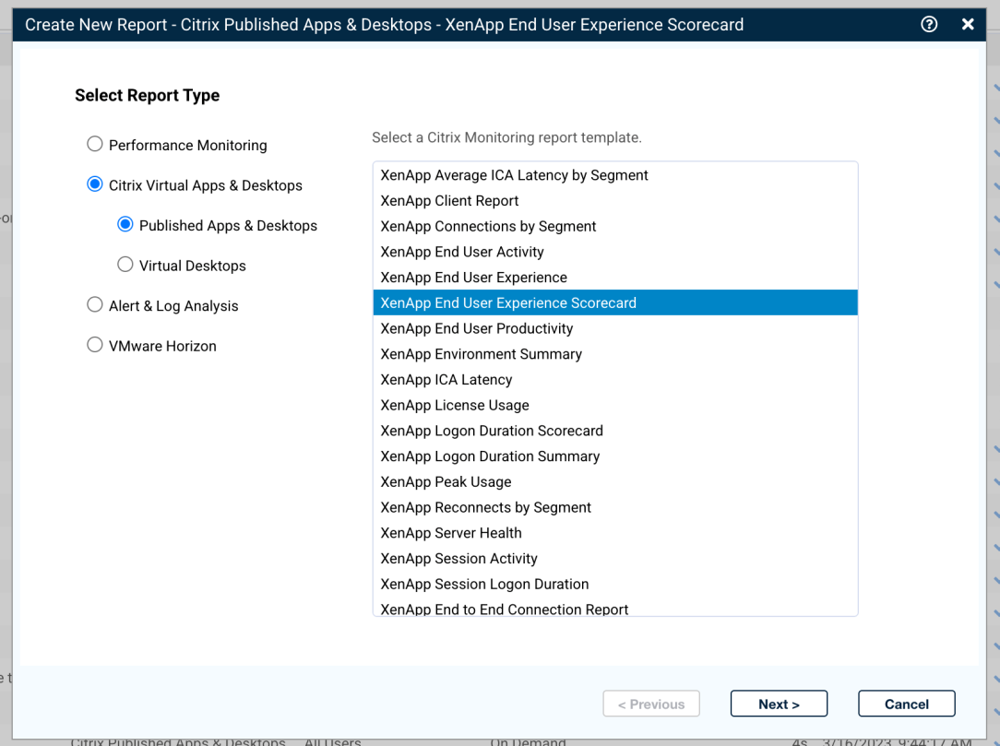 Create New Report - Citrix Published Apps & Desktops - XenApp End User Experience Scorecard
Select Report Type
Performance Monitoring
Citrix Virtual Apps & Desktops
Published Apps & Desktops
Virtual Desktops
Alert & Log Analysis
VMware Horizon
Select a Citrix Monitoring report template.
XenApp Average ICA Latency by Segment
XenApp Client Report
XenApp Connections by Segment
XenApp End User Activity
XenApp End User Experience
XenApp End User Experience Scorecard
XenApp End User Productivity
XenApp Environment Summary
XenApp ICA Latency
XenApp License Usage
XenApp Logon Duration Scorecard
XenApp Logon Duration Summary
XenApp Peak Usage
XenApp Reconnects by Segment
XenApp Server Health
XenApp Session Activity
XenApp Session Logon Duration
XenApp End to End Connection Report
< Previous
Next >
Cancel
Citrix Published Apps & Desktops All Users On Demand 4s 3/16/2023 9:44:17 AM